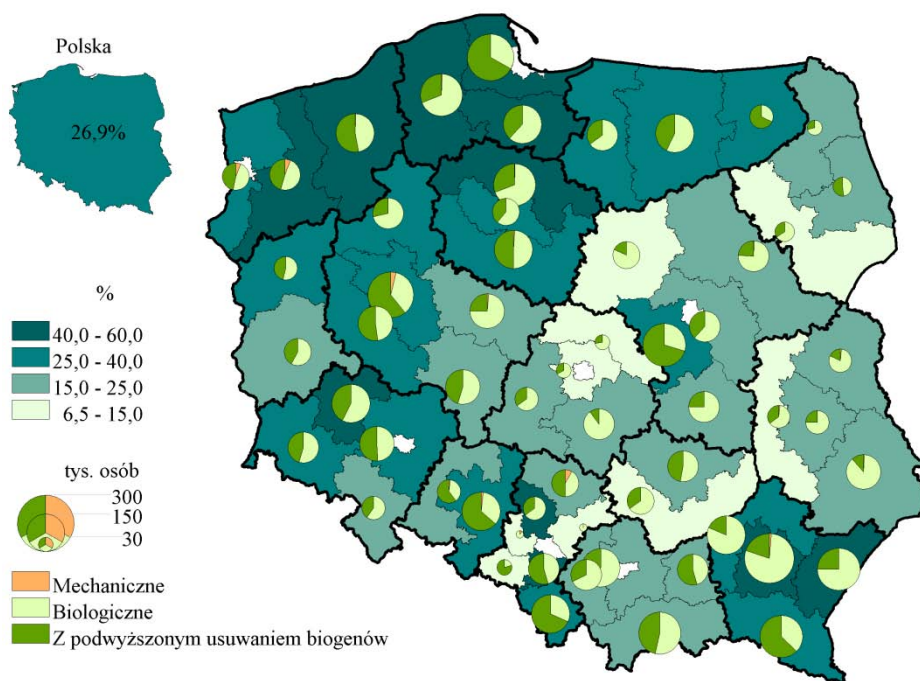 Polska
26,9%
%
40,0 - 60,0
25,0 - 40,0
15,0 - 25,0
6,5 - 15,0
tys. osób
300
150
30
Mechaniczne
Biologiczne
Z podwyższonym usuwaniem biogenów